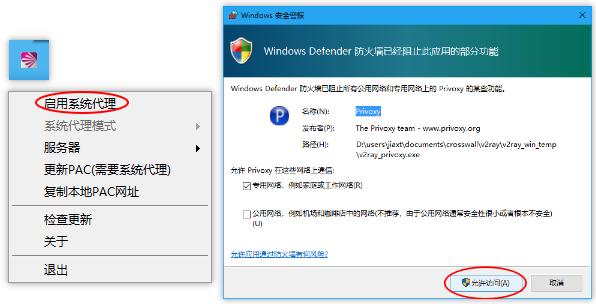 启用系统代理
系统代理模式
服务器
更新PAC(需要系统代理)
复制本地PAC网址
检查更新
关于
退出
Windows 安全警报
Windows Defender 防火墙已经阻止此应用的部分功能
Windows Defender 防火墙已阻止所有公用网络和专用网络上的 Privoxy 的某些功能。
P
名称(N): Privoxy
发布者(P): The Privoxy team - www.privoxy.org
路径(H): D:\users\jiaxt\documents\crosswall\v2ray\v2ray_win_temp
\v2ray_privoxy.exe
允许 Privoxy 在这些网络上通信:
专用网络，例如家庭或工作网络(R)
公用网络，例如机场和咖啡店中的网络(不推荐，由于公用网络通常安全性很小或者根本不安全)
(U)
允许应用通过防火墙有何风险?
允许访问(A)
取消